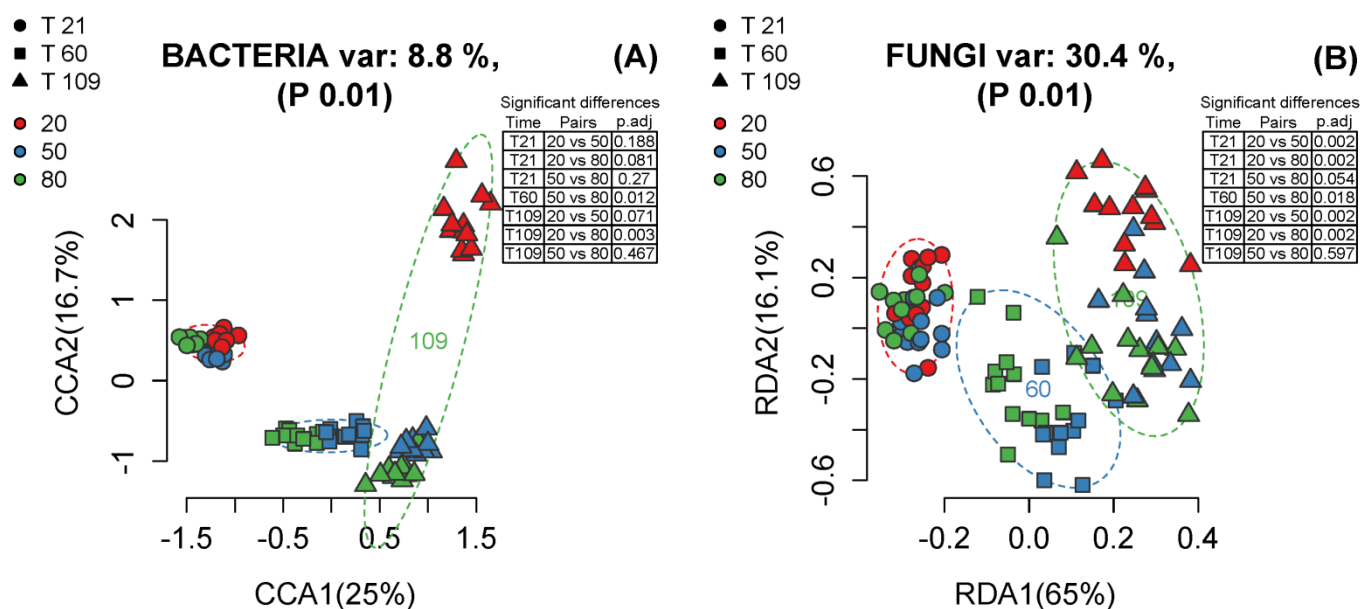 T 21
T 60
T 109
20
50
80
BACTERIA var: 8.8 %,
(P 0.01)
(A)
Significant differences
Time Pairs p.adj
T21 20 vs 50 0.188
T21 20 vs 80 0.081
T21 50 vs 80 0.27
T60 50 vs 80 0.012
T109 20 vs 50 0.071
T109 20 vs 80 0.003
T109 50 vs 80 0.467
CCA2(16.7%)
2
1
0
-1
109
-1.5 -0.5 0.5 1.5
CCA1(25%)
T 21
T 60
T 109
20
50
80
FUNGI var: 30.4 %,
(P 0.01)
(B)
Significant differences
Time Pairs p.adj
T21 20 vs 50 0.002
T21 20 vs 80 0.002
T21 50 vs 80 0.054
T60 50 vs 80 0.018
T109 20 vs 50 0.002
T109 20 vs 80 0.002
T109 50 vs 80 0.597
RDA2(16.1%)
0.6
0.2
-0.2
-0.6
60
-0.2 0.0 0.2 0.4
RDA1(65%)